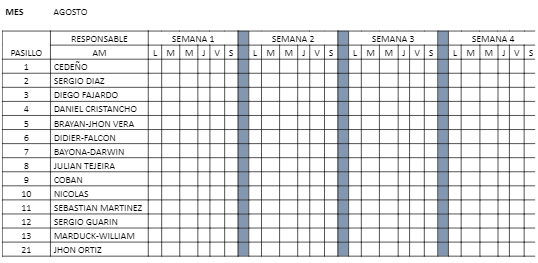 MES AGOSTO
RESPONSABLE SEMANA 1 SEMANA 2 SEMANA 3 SEMANA 4
PASILLO AM L M M J V S L M M J V S L M M J V S L M M J V S
1 CEDEÑO
2 SERGIO DIAZ
3 DIEGO FAJARDO
4 DANIEL CRISTANCHO
5 BRAYAN-JHON VERA
6 DIDIER-FALCON
7 BAYONA-DARWIN
8 JULIAN TEJEIRA
9 COBAN
10 NICOLAS
11 SEBASTIAN MARTINEZ
12 SERGIO GUARIN
13 MARDUCK-WILLIAM
21 JHON ORTIZ